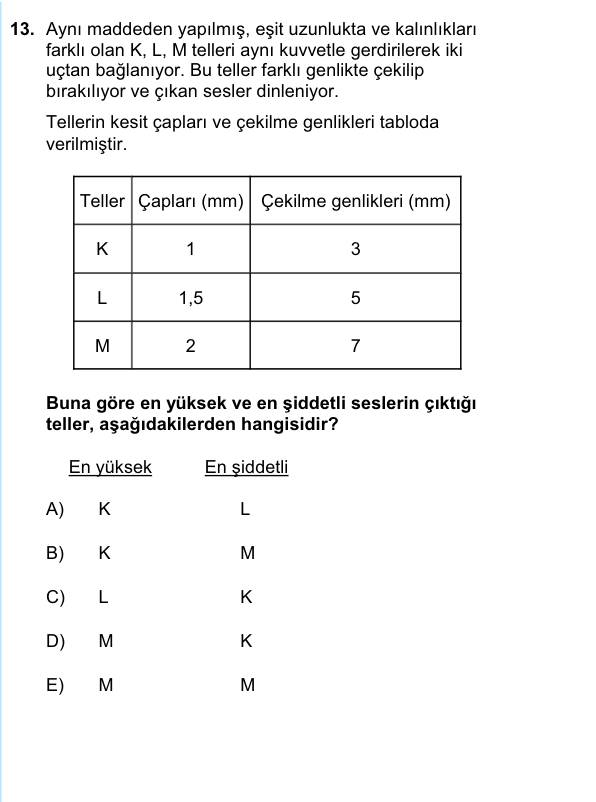 13. Aynı maddeden yapılmış, eşit uzunlukta ve kalınlıkları
farklı olan K, L, M telleri aynı kuvvetle gerdirilerek iki
uçtan bağlanıyor. Bu teller farklı genlikte çekilip
bırakılıyor ve çıkan sesler dinleniyor.
Tellerin kesit çapları ve çekilme genlikleri tabloda
verilmiştir.
Teller Çapları (mm) Çekilme genlikleri (mm)
K 1 3
L 1,5 5
M 2 7
Buna göre en yüksek ve en şiddetli seslerin çıktığı
teller, aşağıdakilerden hangisidir?
En yüksek En şiddetli
A) K L
B) K M
C) L K
D) M K
E) M M